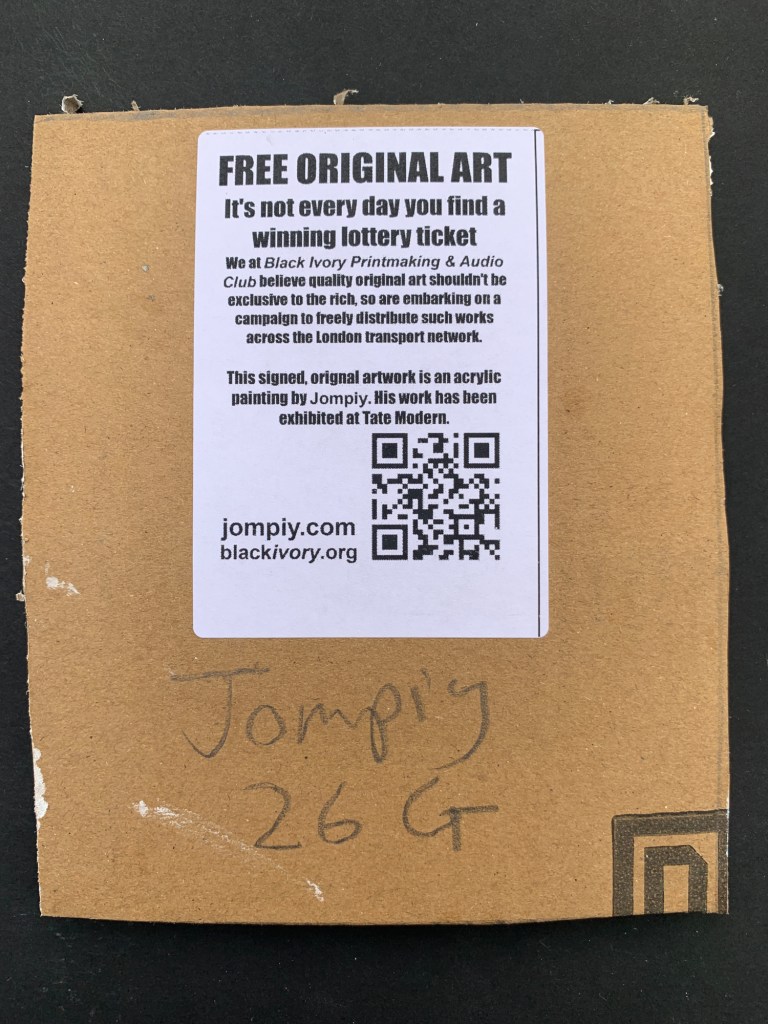 FREE ORIGINAL ART
It's not every day you find a
winning lottery ticket
We at Black Ivory Printmaking & Audio
Club believe quality original art shouldn't be
exclusive to the rich, so are embarking on a
campaign to freely distribute such works
across the London transport network.
This signed, orignal artwork is an acrylic
painting by Jompiy. His work has been
exhibited at Tate Modern.
jompiy.com
blackivory.org
Jompiy
26 G